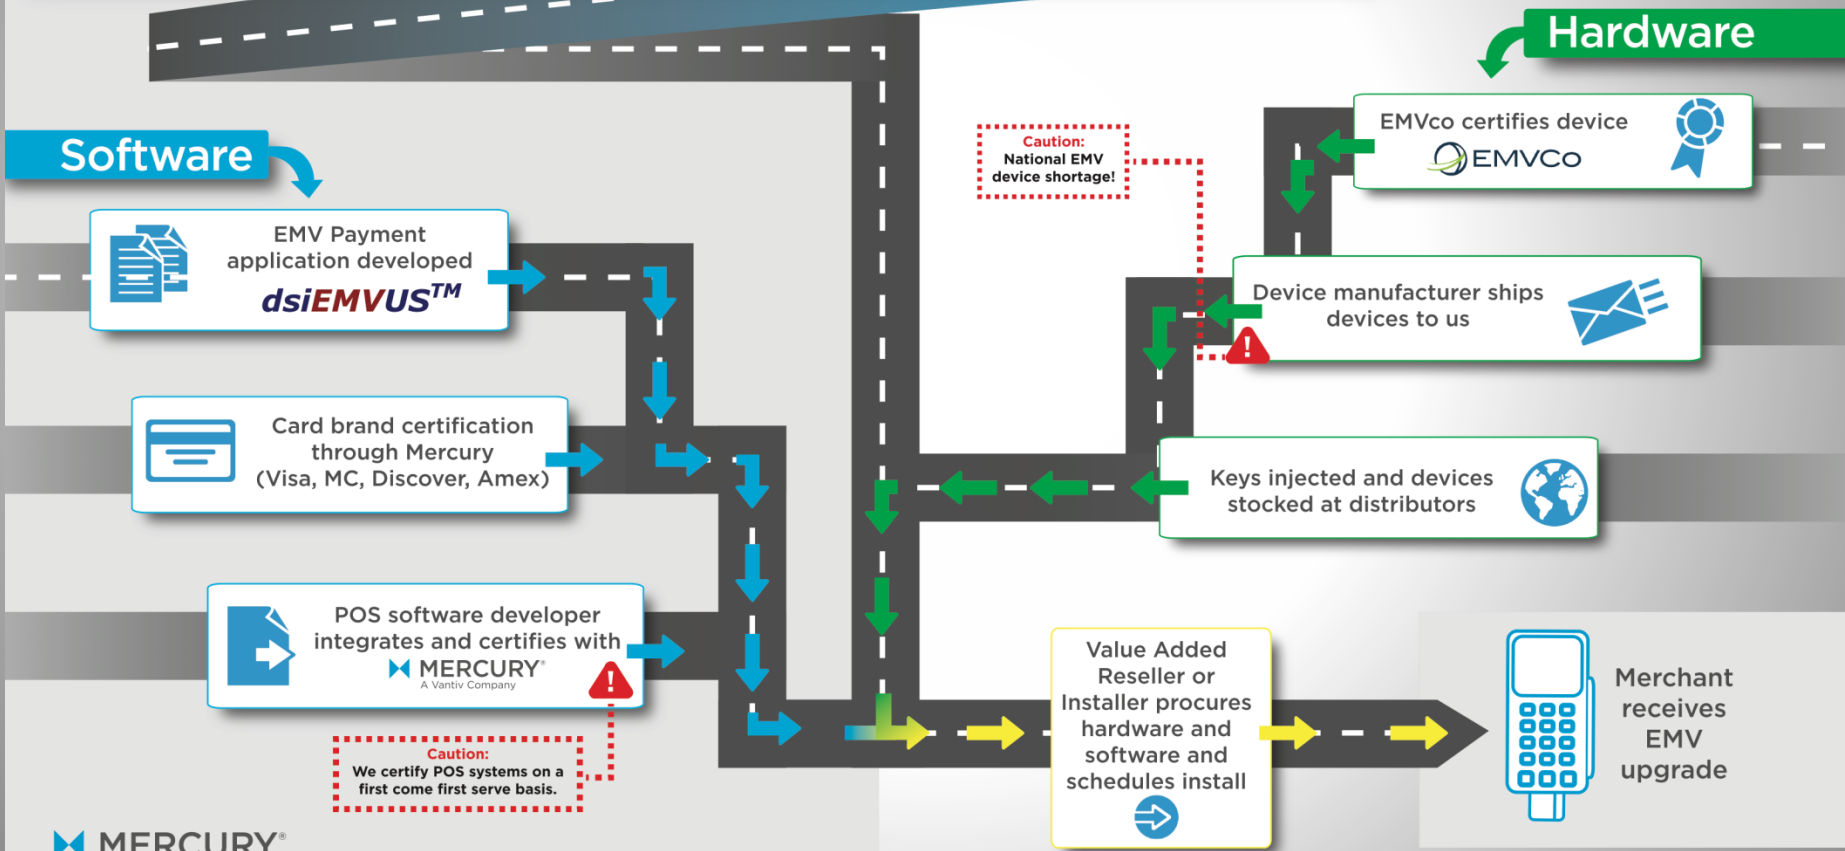 Hardware
Software
EMVco certifies device
EMVCo
Caution:
National EMV
device shortage!
EMV Payment
application developed
dsiEMVUS™
Device manufacturer ships
devices to us
!
Card brand certification
through Mercury
(Visa, MC, Discover, Amex)
Keys injected and devices
stocked at distributors
POS software developer
integrates and certifies with
MERCURY®
A Vantiv Company
!
Caution:
We certify POS systems on a
first come first serve basis.
Value Added
Reseller or
Installer procures
hardware and
software and
schedules install
Merchant
receives
EMV
upgrade
MERCURY®